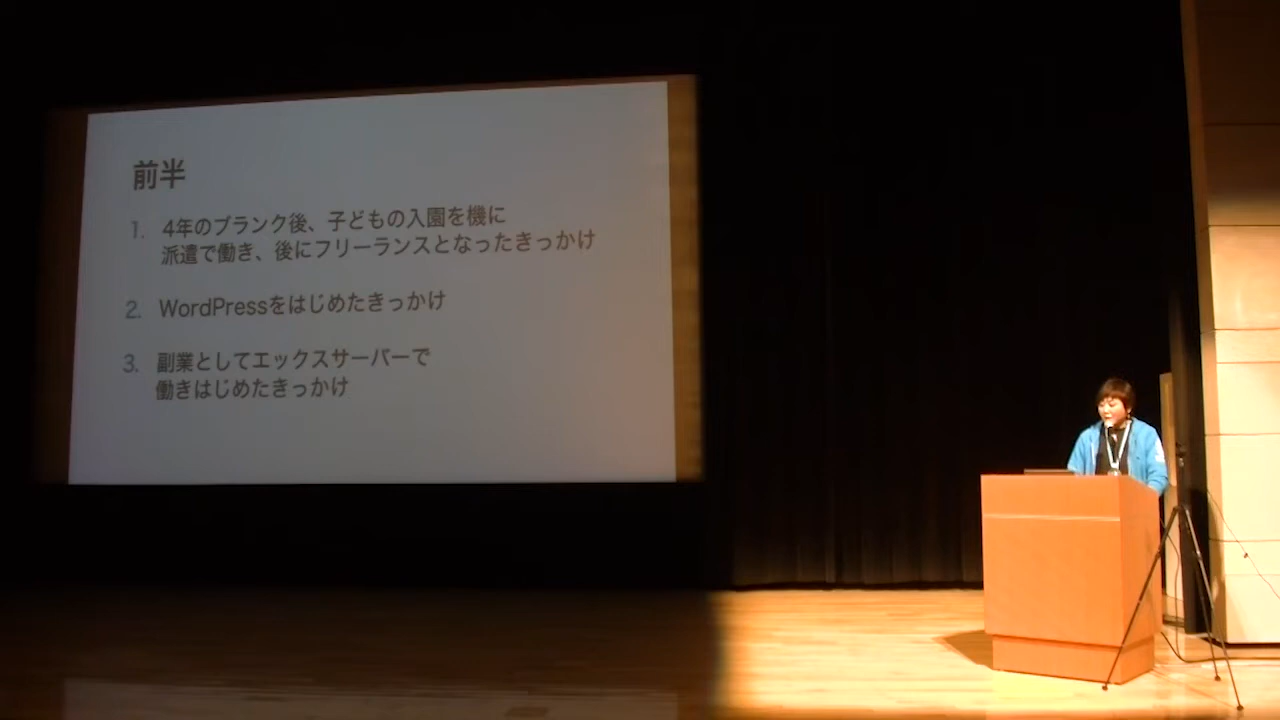 前半
1. 4年のブランク後、子どもの入園を機に
派遣で働き、後にフリーランスとなったきっかけ
2. WordPressをはじめたきっかけ
3. 副業としてエックスサーバーで
働きはじめたきっかけ